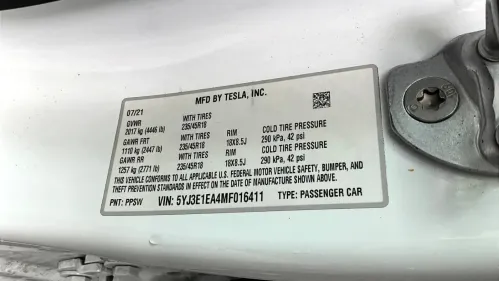 MFD BY TESLA, INC.
07/21
GVWR WITH TIRES
2017 kg (4446 lb) 235/45R18 RIM COLD TIRE PRESSURE
GAWR FRT WITH TIRES 18X8.5J 290 kPa, 42 psi
1110 kg (2447 lb) 235/45R18 RIM COLD TIRE PRESSURE
GAWR RR WITH TIRES 18X8.5J 290 kPa, 42 psi
1257 kg (2771 lb) 235/45R18
THIS VEHICLE CONFORMS TO ALL APPLICABLE U.S. FEDERAL MOTOR VEHICLE SAFETY, BUMPER, AND
THEFT PREVENTION STANDARDS IN EFFECT ON THE DATE OF MANUFACTURE SHOWN ABOVE.
PNT: PPSW VIN: 5YJ3E1EA4MF016411 TYPE: PASSENGER CAR